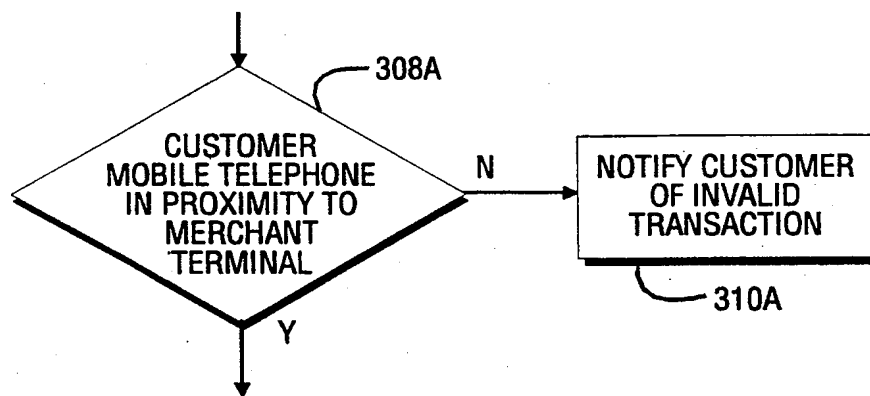 308A
CUSTOMER
MOBILE TELEPHONE
IN PROXIMITY TO
MERCHANT
TERMINAL
N
NOTIFY CUSTOMER
OF INVALID
TRANSACTION
310A
Y